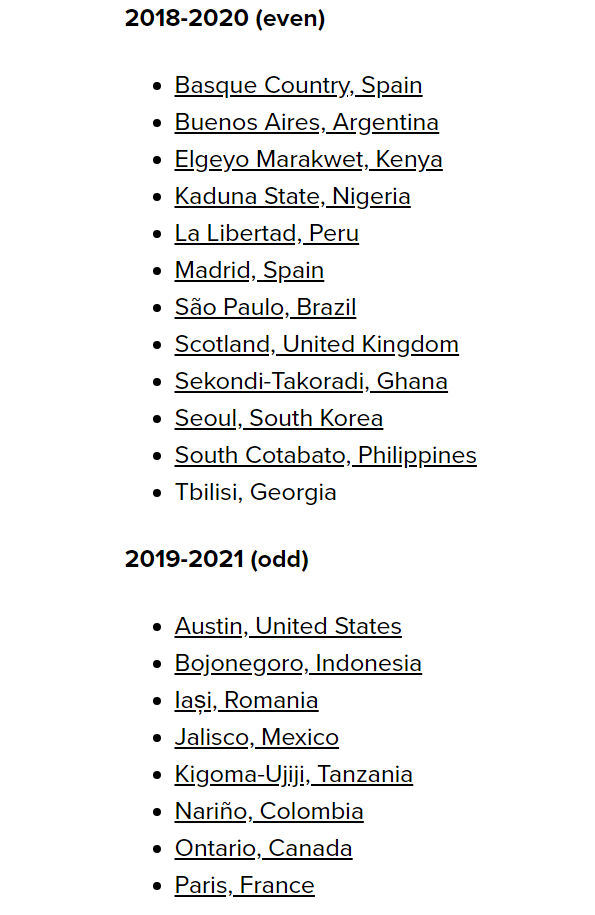 2018-2020 (even)
Basque Country, Spain
Buenos Aires, Argentina
Elgeyo Marakwet, Kenya
Kaduna State, Nigeria
La Libertad, Peru
Madrid, Spain
São Paulo, Brazil
Scotland, United Kingdom
Sekondi-Takoradi, Ghana
Seoul, South Korea
South Cotabato, Philippines
Tbilisi, Georgia
2019-2021 (odd)
Austin, United States
Bojonegoro, Indonesia
Iași, Romania
Jalisco, Mexico
Kigoma-Ujiji, Tanzania
Nariño, Colombia
Ontario, Canada
Paris, France